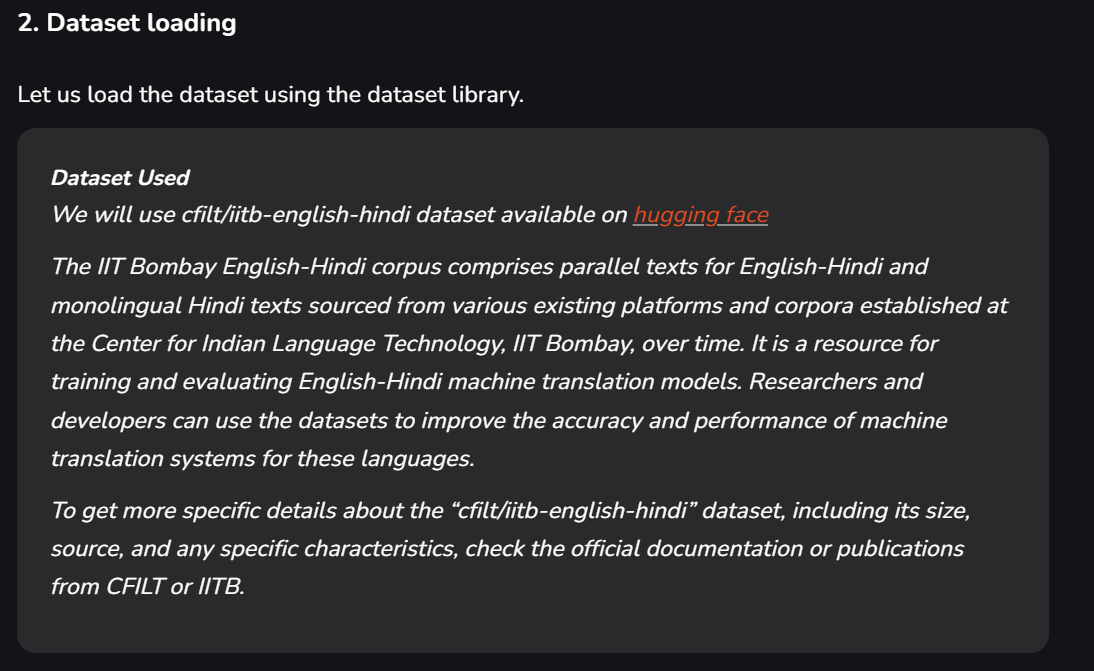 2. Dataset loading
Let us load the dataset using the dataset library.
Dataset Used
We will use cfilt/iitb-english-hindi dataset available on hugging face
The IIT Bombay English-Hindi corpus comprises parallel texts for English-Hindi and
monolingual Hindi texts sourced from various existing platforms and corpora established at
the Center for Indian Language Technology, IIT Bombay, over time. It is a resource for
training and evaluating English-Hindi machine translation models. Researchers and
developers can use the datasets to improve the accuracy and performance of machine
translation systems for these languages.
To get more specific details about the “cfilt/iitb-english-hindi” dataset, including its size,
source, and any specific characteristics, check the official documentation or publications
from CFILT or IITB.